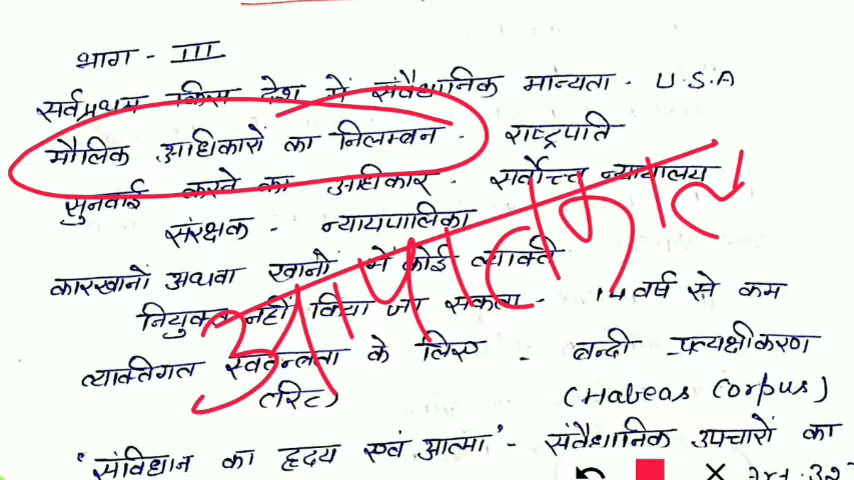 भाग - III
सर्वप्रथम किस देश में संवैधानिक मान्यता - U.S.A
मौलिक अधिकारों का निलम्बन - राष्ट्रपति
सुनवाई करने का अधिकार - सर्वोच्च न्यायालय
संरक्षक - न्यायपालिका
कारखानों अथवा खानों में कोई व्यक्ति
नियुक्त नहीं किया जा सकता - 14 वर्ष से कम
व्यक्तिगत स्वतन्त्रता के लिए - बन्दी प्रत्यक्षीकरण
(रिट) (Habeas Corpus)
"संविधान का हृदय एवं आत्मा" - संवैधानिक उपचारों का
आपातकाल